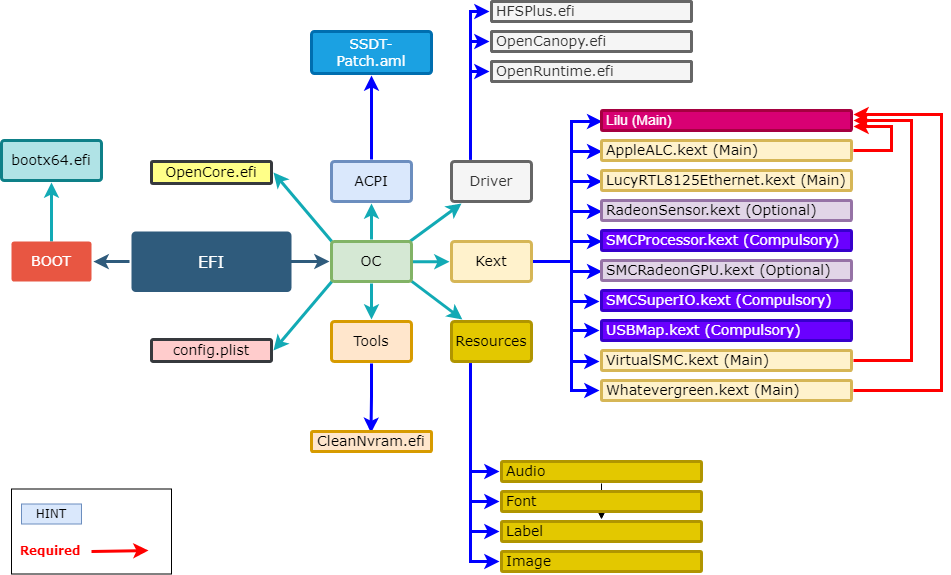 HFSPlus.efi
OpenCanopy.efi
OpenRuntime.efi
SSDT-
Patch.aml
Lilu (Main)
AppleALC.kext (Main)
LucyRTL8125Ethernet.kext (Main)
RadeonSensor.kext (Optional)
SMCProcessor.kext (Compulsory)
SMCRadeonGPU.kext (Optional)
SMCSuperIO.kext (Compulsory)
USBMap.kext (Compulsory)
VirtualSMC.kext (Main)
Whatevergreen.kext (Main)
bootx64.efi
OpenCore.efi
ACPI
Driver
BOOT
EFI
OC
Kext
config.plist
Tools
Resources
CleanNvram.efi
Audio
Font
Label
Image
HINT
Required